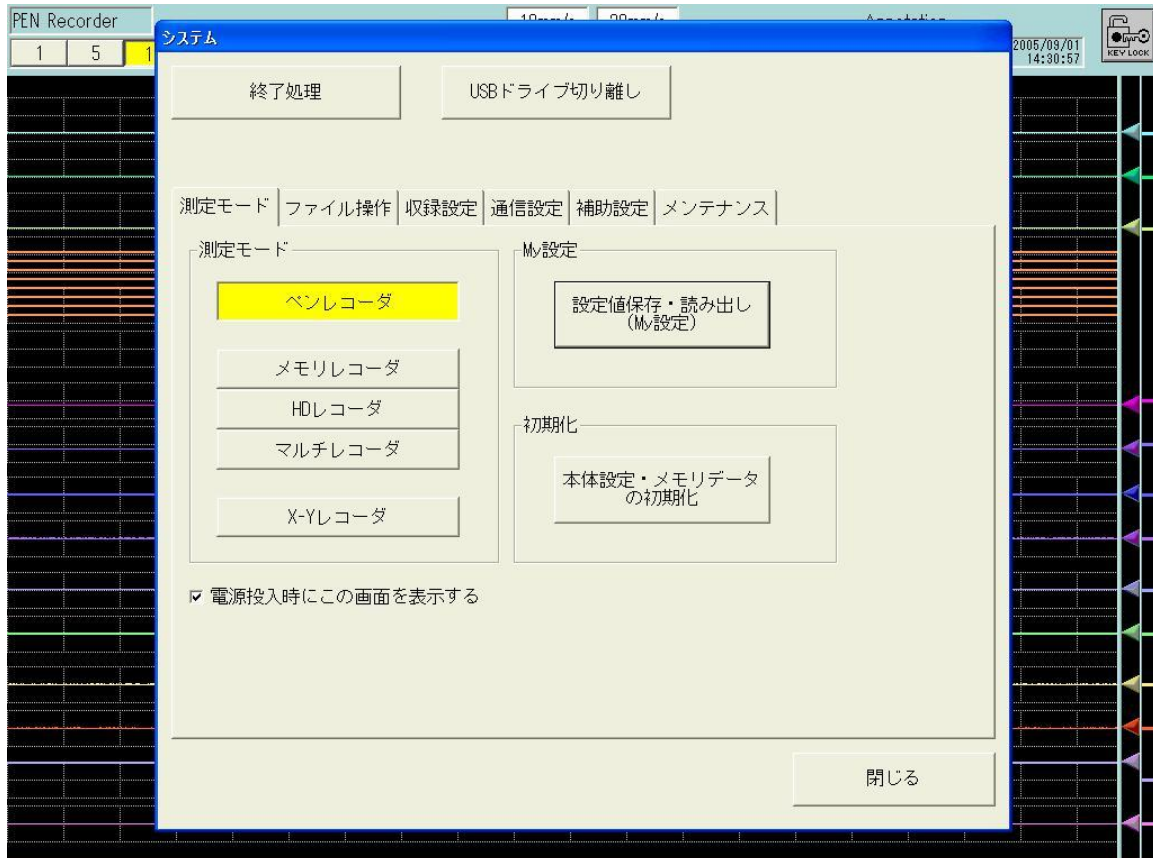 PEN Recorder
1 5 1
2005/09/01
14:30:57
KEY LOCK
システム
終了処理 USBドライブ切り離し
測定モード ファイル操作 収録設定 通信設定 補助設定 メンテナンス
測定モード
ペンレコーダ
メモリレコーダ
HDレコーダ
マルチレコーダ
X-Yレコーダ
My設定
設定値保存・読み出し
(My設定)
初期化
本体設定・メモリデータ
の初期化
電源投入時にこの画面を表示する
閉じる